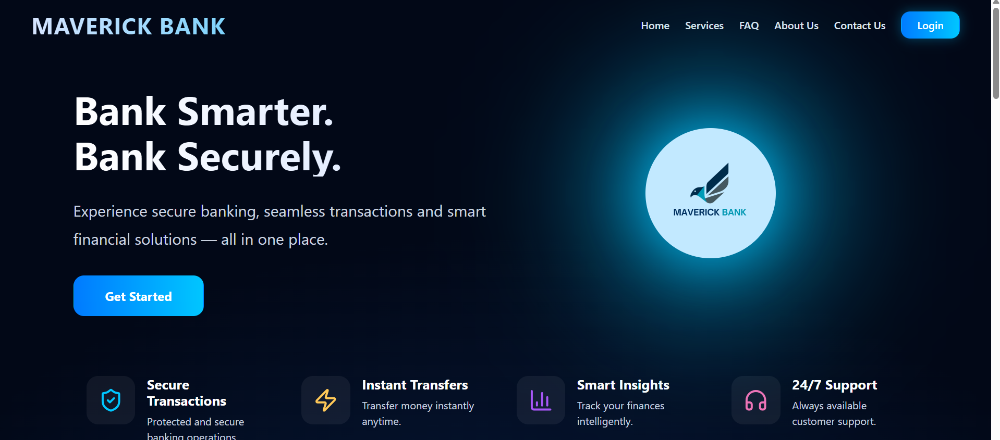 MAVERICK BANK
Home Services FAQ About Us Contact Us Login
Bank Smarter.
Bank Securely.
Experience secure banking, seamless transactions and smart
financial solutions — all in one place.
Get Started
MAVERICK BANK
Secure
Transactions
Protected and secure
banking operations
Instant Transfers
Transfer money instantly
anytime.
Smart Insights
Track your finances
intelligently.
24/7 Support
Always available
customer support.